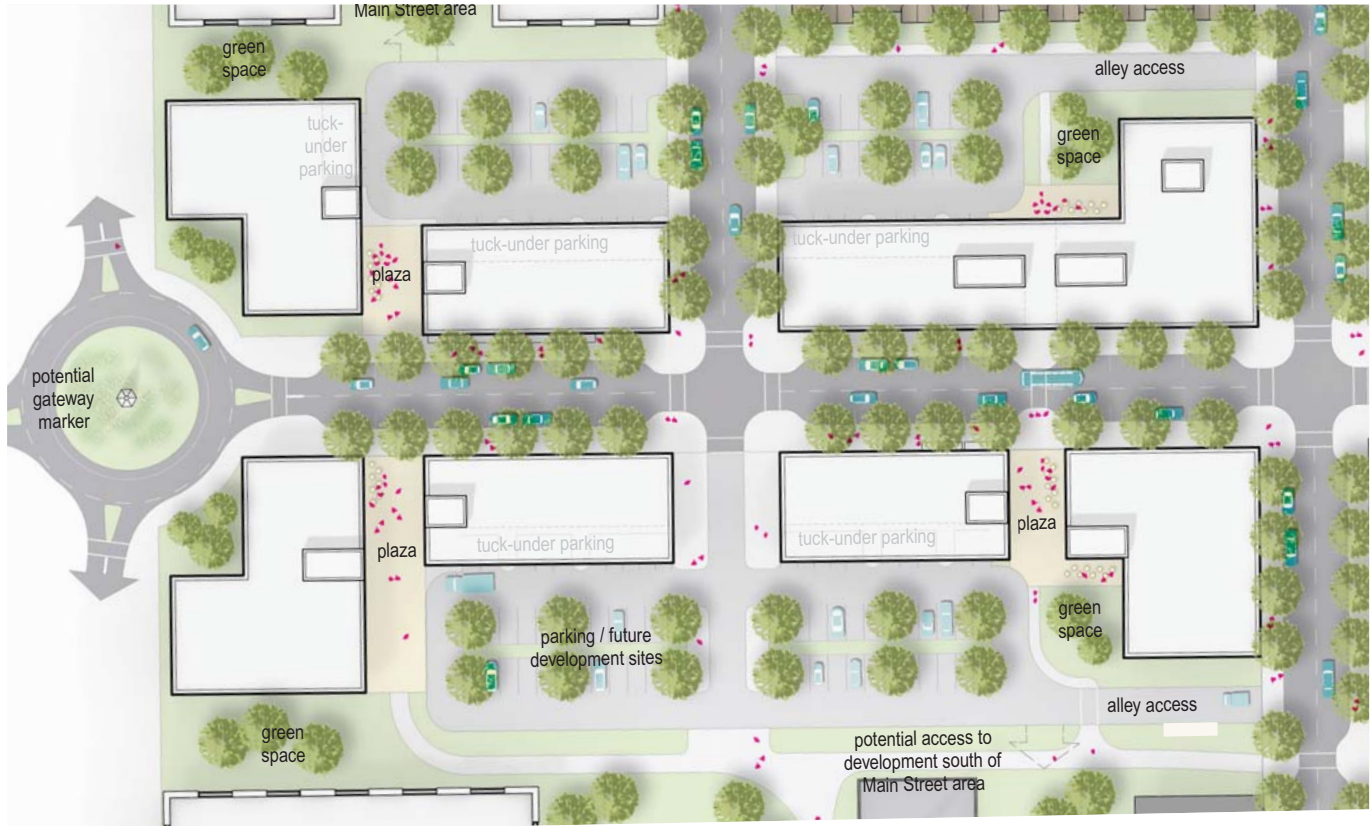 Main Street area
green
space
alley access
tuck-
under
parking
green
space
tuck-under parking
tuck-under parking
plaza
potential
gateway
marker
plaza
tuck-under parking
tuck-under parking
plaza
green
space
parking / future
development sites
alley access
green
space
potential access to
development south of
Main Street area